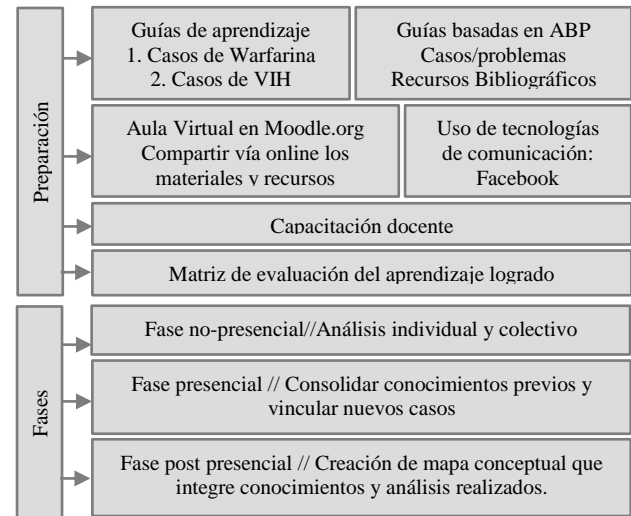 Preparación
Guías de aprendizaje
1. Casos de Warfarina
2. Casos de VIH
Guías basadas en ABP
Casos/problemas
Recursos Bibliográficos
Aula Virtual en Moodle.org
Compartir vía online los
materiales y recursos
Uso de tecnologías
de comunicación:
Facebook
Capacitación docente
Matriz de evaluación del aprendizaje logrado
Fases
Fase no-presencial//Análisis individual y colectivo
Fase presencial // Consolidar conocimientos previos y
vincular nuevos casos
Fase post presencial // Creación de mapa conceptual que
integre conocimientos y análisis realizados.